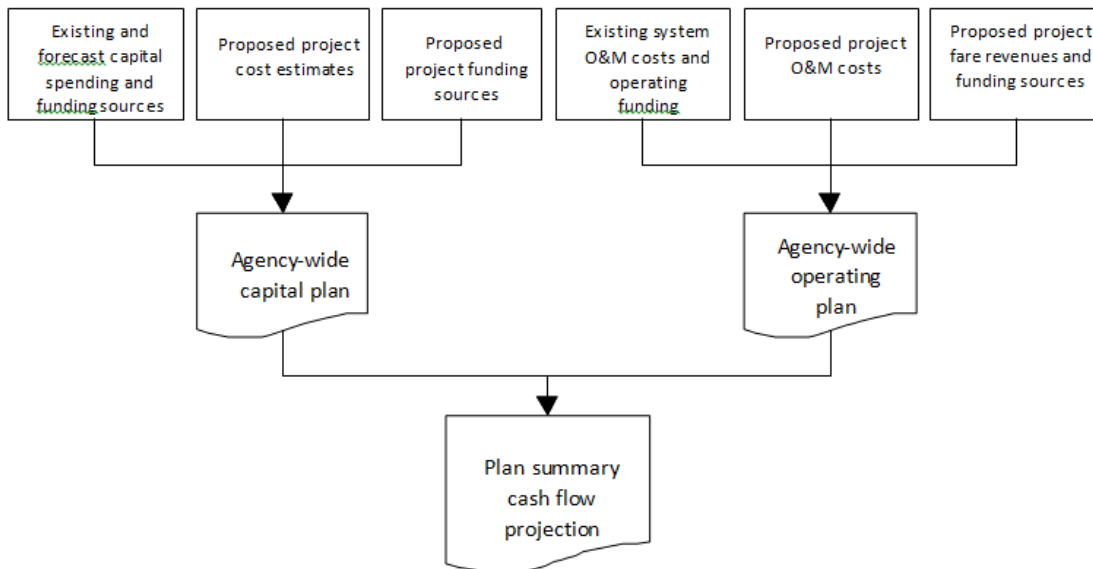 Existing and
forecast capital
spending and
funding sources
Proposed project
cost estimates
Proposed
project funding
sources
Existing system
O&M costs and
operating
funding
Proposed project
O&M costs
Proposed project
fare revenues and
funding sources
Agency-wide
capital plan
Agency-wide
operating
plan
Plan summary
cash flow
projection